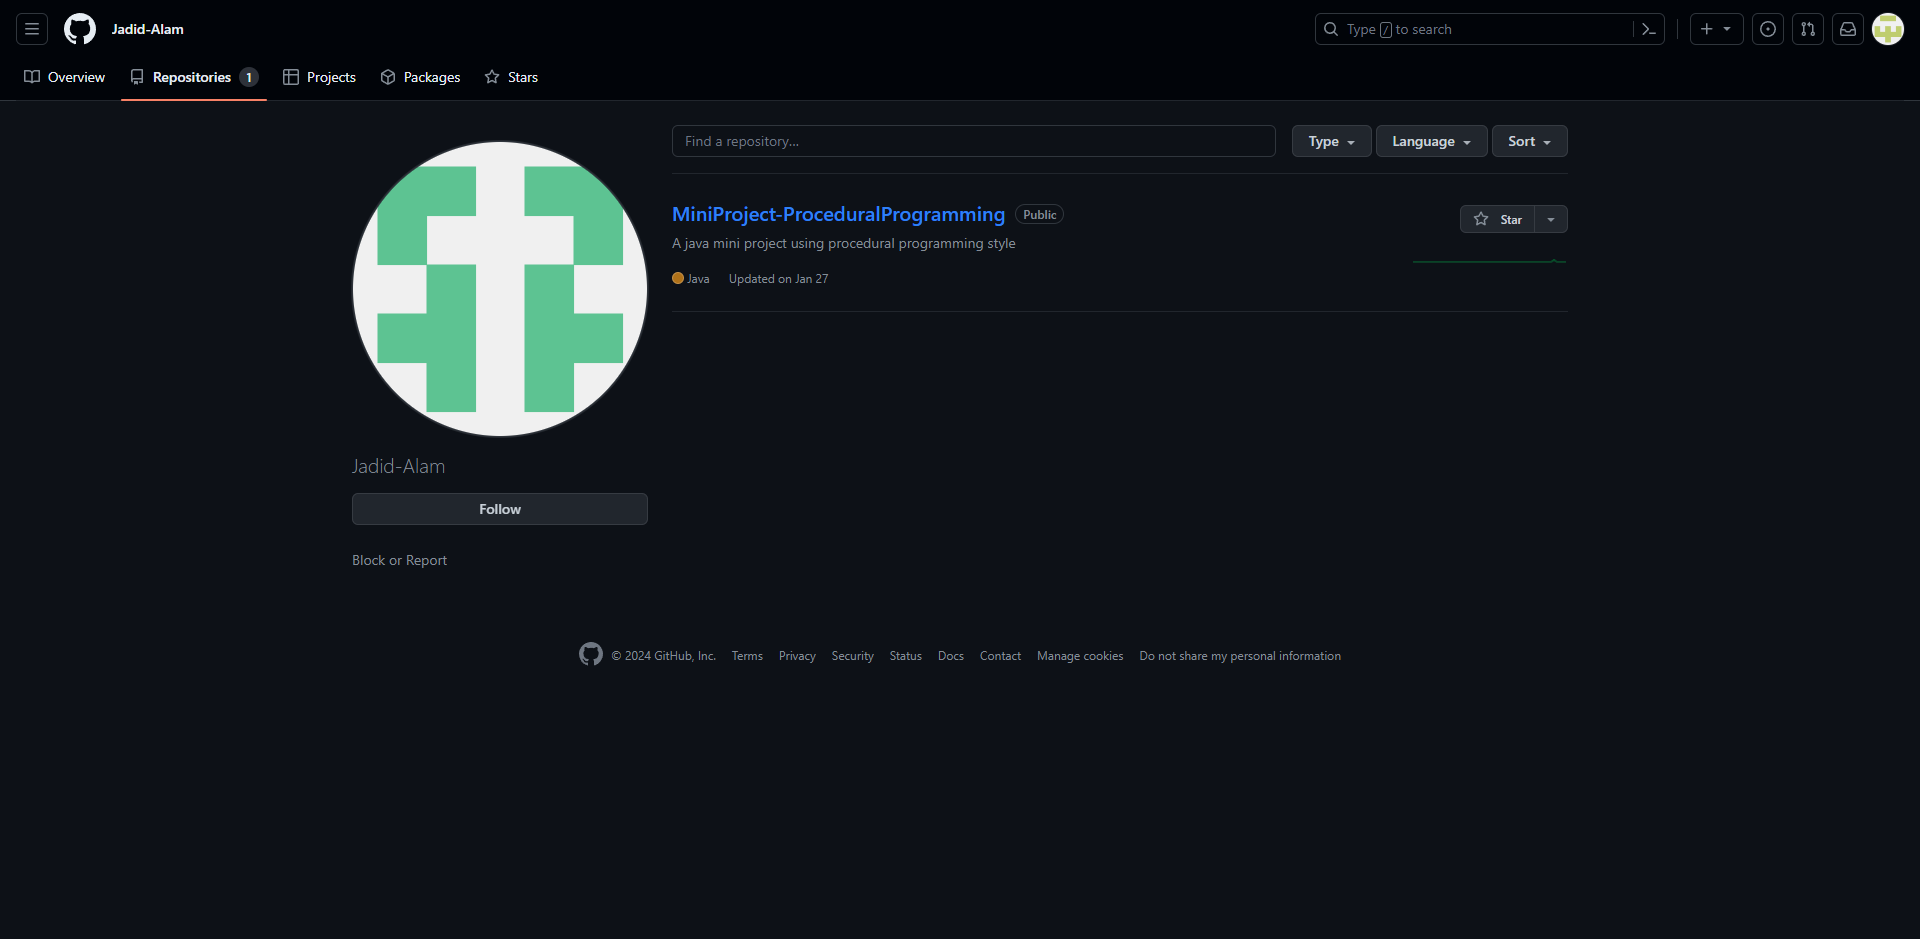 Jadid-Alam
Type / to search
Overview
Repositories 1
Projects
Packages
Stars
Find a repository...
Type
Language
Sort
MiniProject-ProceduralProgramming Public
Star
A java mini project using procedural programming style
Java Updated on Jan 27
Jadid-Alam
Follow
Block or Report
© 2024 GitHub, Inc. Terms Privacy Security Status Docs Contact Manage cookies Do not share my personal information